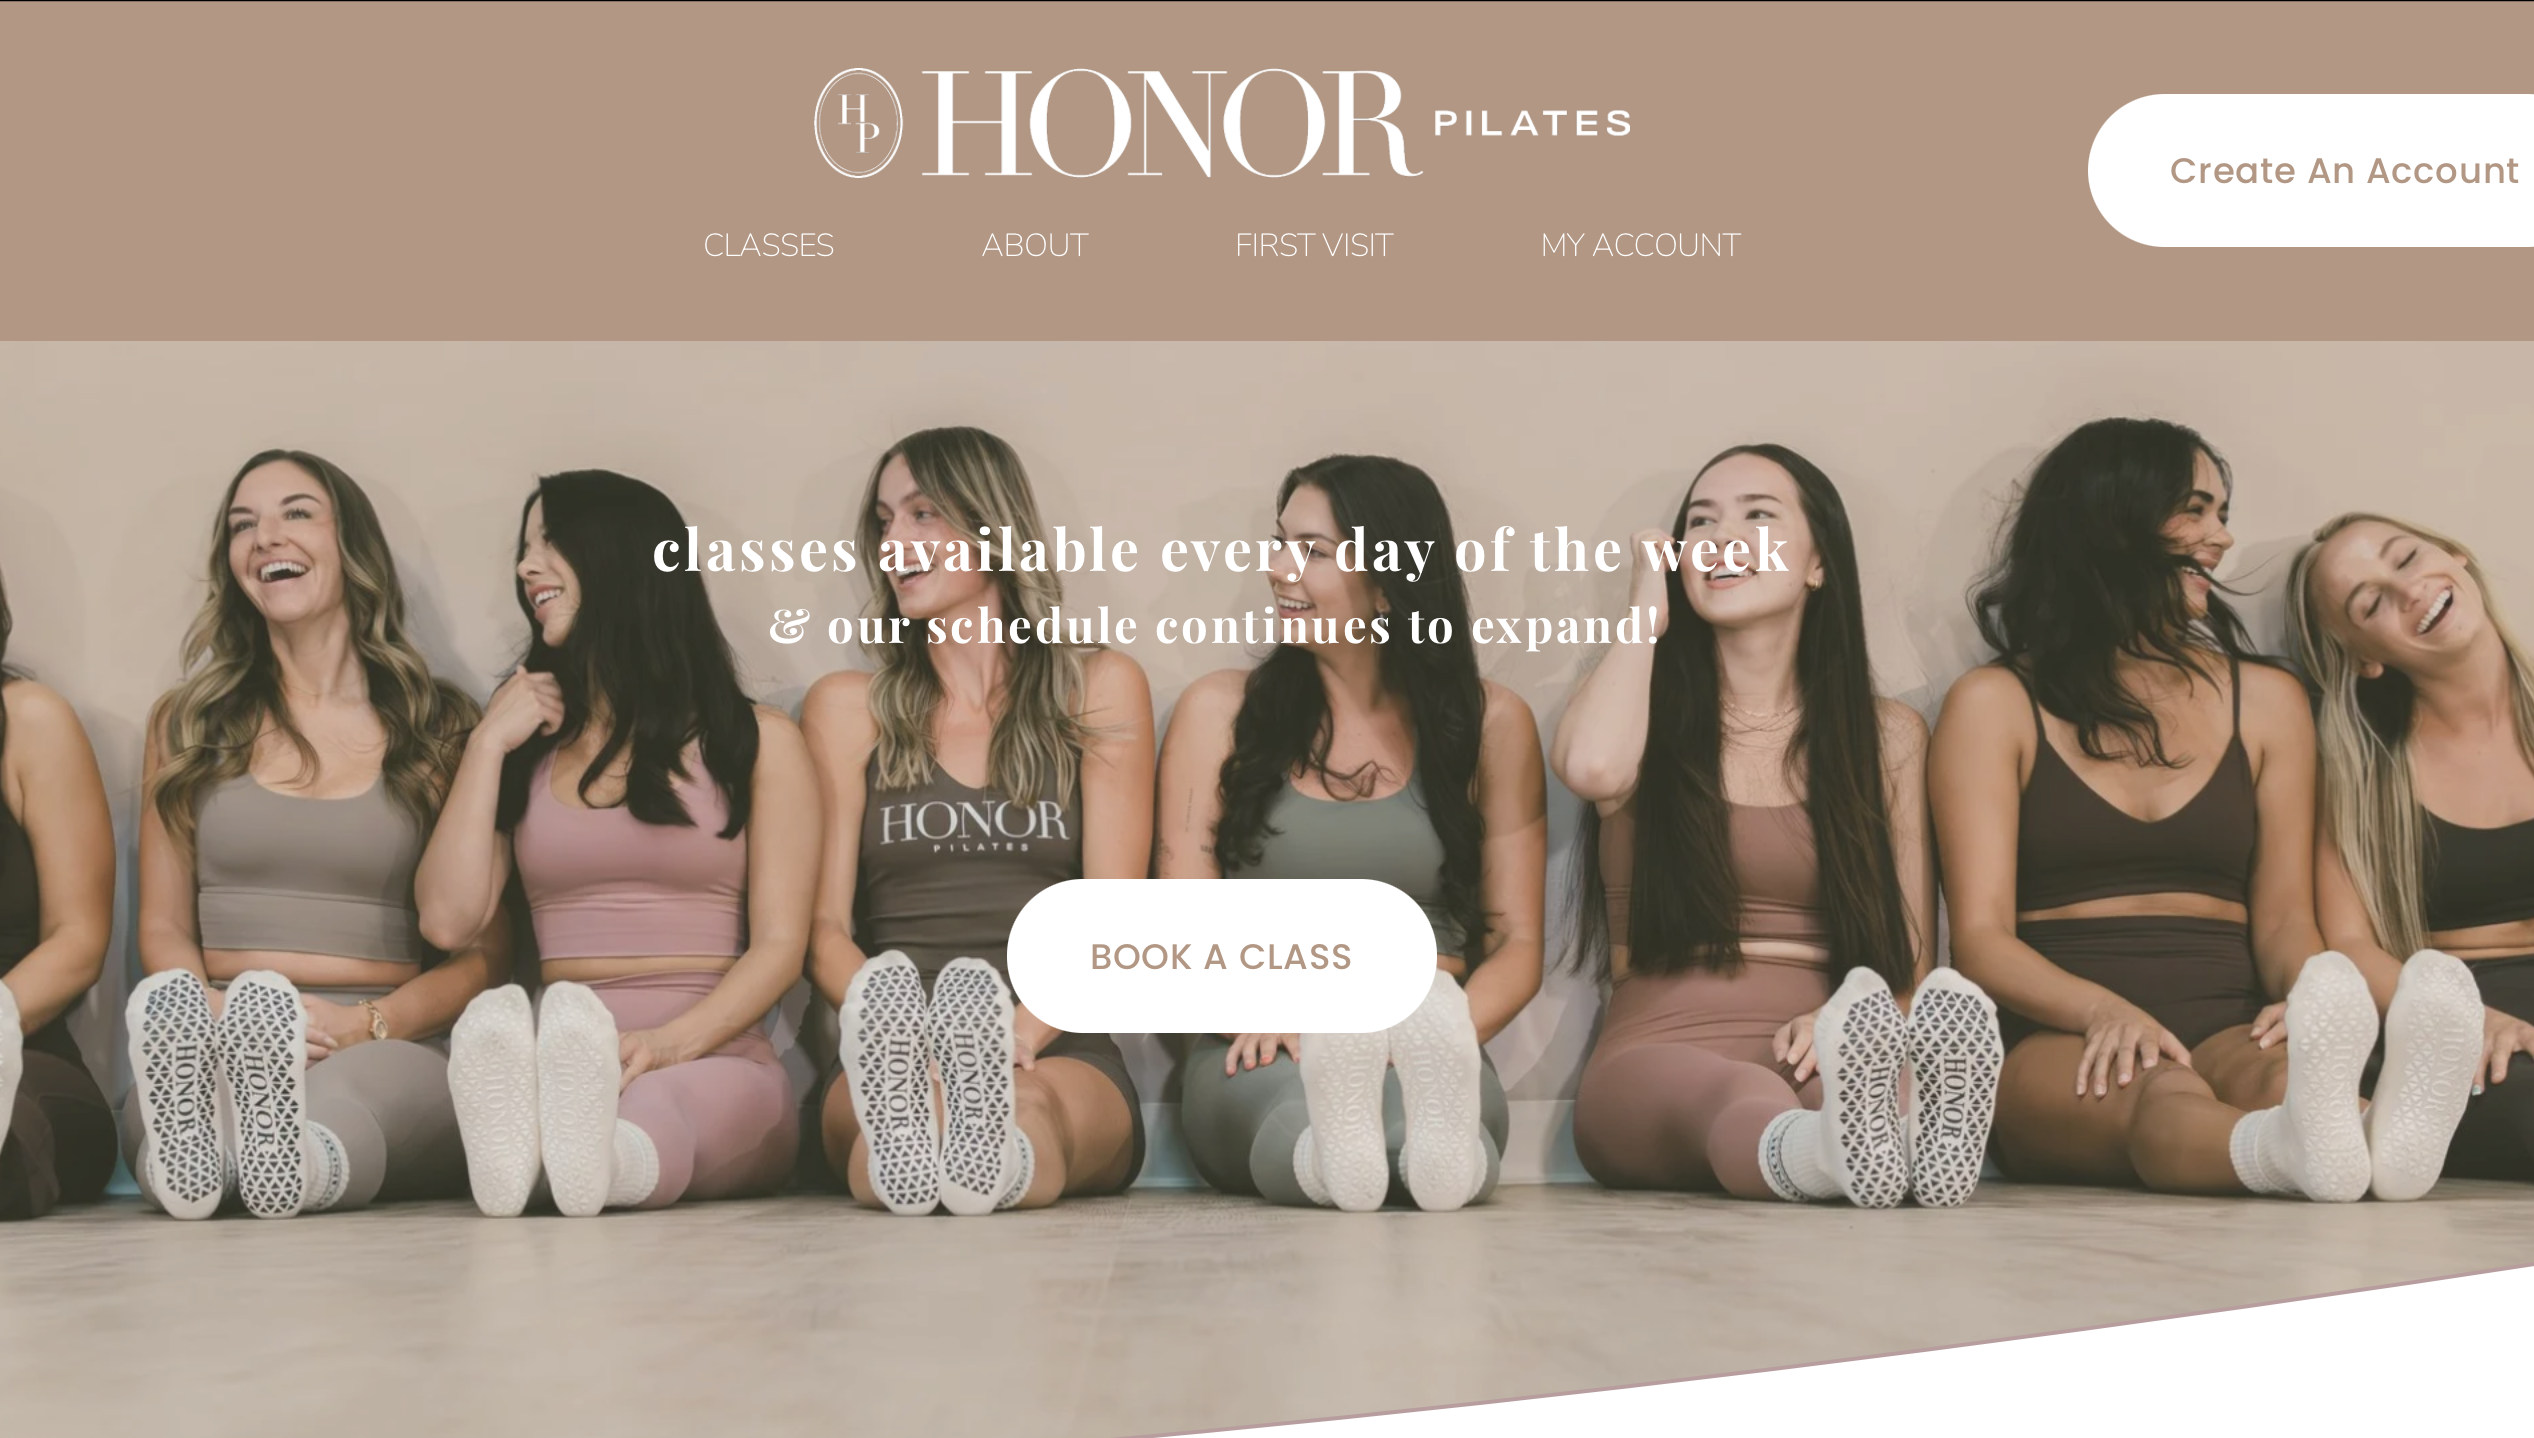 HP HONOR PILATES
Create An Account
CLASSES ABOUT FIRST VISIT MY ACCOUNT
classes available every day of the week
& our schedule continues to expand!
HONOR
PILATES
BOOK A CLASS
HONOR HONOR HONOR HONOR HONOR HONOR HONOR HONOR HONOR HONOR HONOR HONOR